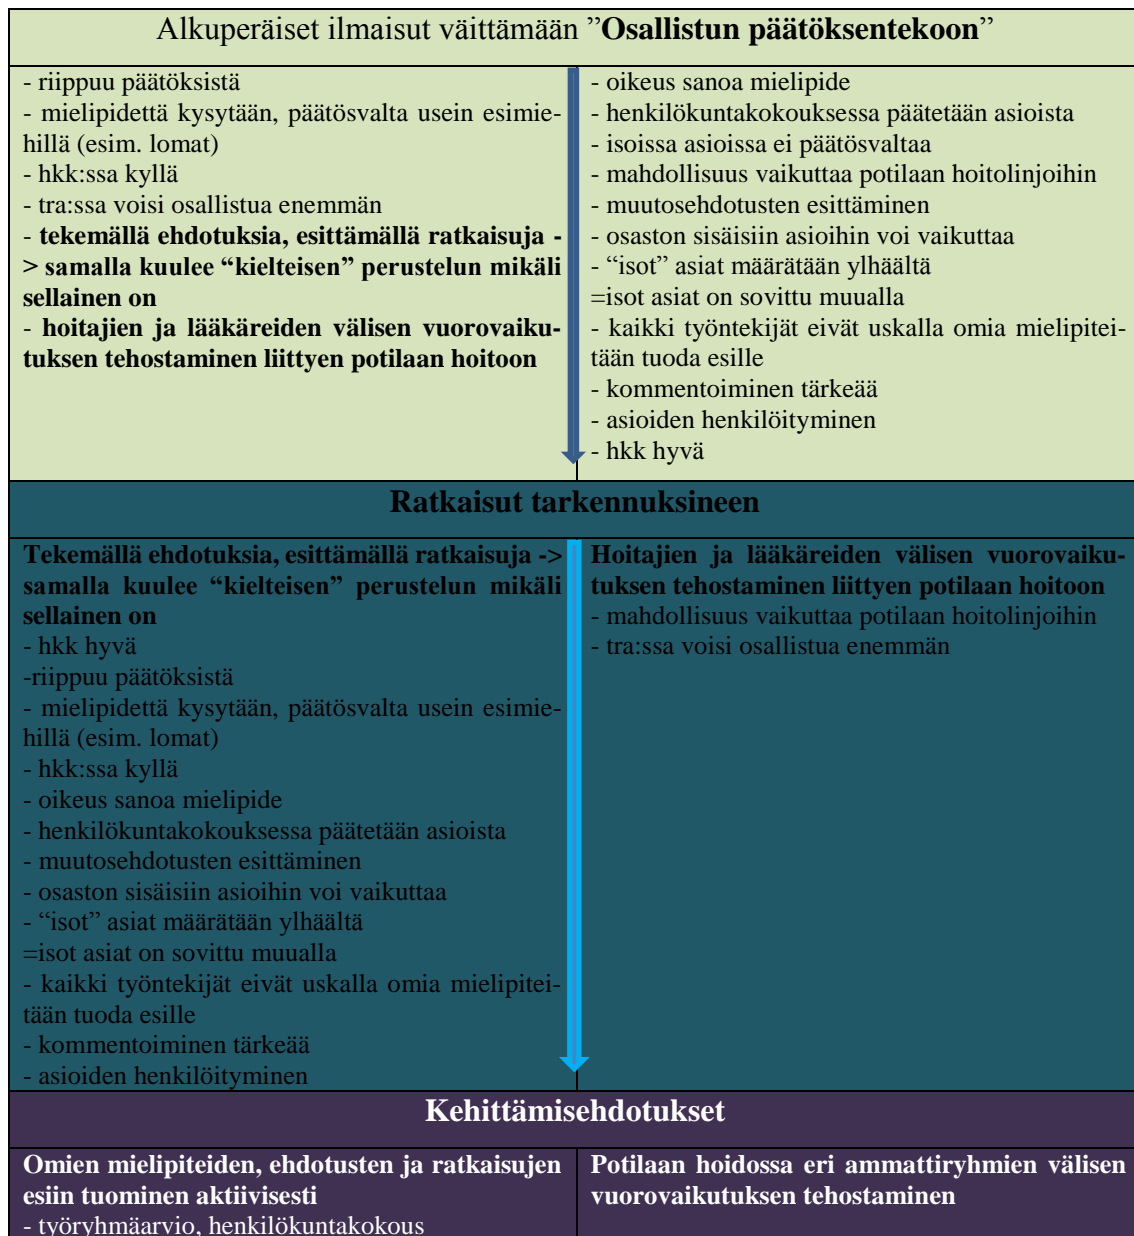 Alkuperäiset ilmaisut väittämään ”Osallistun päätöksentekoon”
- riippuu päätöksistä
- mielipidettä kysytään, päätösvalta usein esimie-
hillä (esim. lomat)
- hkk:ssa kyllä
- tra:ssa voisi osallistua enemmän
- tekemällä ehdotuksia, esittämällä ratkaisuja -
> samalla kuulee “kielteisen” perustelun mikäli
sellainen on
- hoitajien ja lääkäreiden välisen vuorovaiku-
tuksen tehostaminen liittyen potilaan hoitoon
- oikeus sanoa mielipide
- henkilökuntakokouksessa päätetään asioista
- isoissa asioissa ei päätösvaltaa
- mahdollisuus vaikuttaa potilaan hoitolinjoihin
- muutosehdotusten esittäminen
- osaston sisäisiin asioihin voi vaikuttaa
- “isot” asiat määrätään ylhäältä
=isot asiat on sovittu muualla
- kaikki työntekijät eivät uskalla omia mielipitei-
tään tuoda esille
- kommentoiminen tärkeää
- asioiden henkilöityminen
- hkk hyvä
Ratkaisut tarkennuksineen
Tekemällä ehdotuksia, esittämällä ratkaisuja ->
samalla kuulee “kielteisen” perustelun mikäli
sellainen on
- hkk hyvä
-riippuu päätöksistä
- mielipidettä kysytään, päätösvalta usein esimie-
hillä (esim. lomat)
- hkk:ssa kyllä
- oikeus sanoa mielipide
- henkilökuntakokouksessa päätetään asioista
- muutosehdotusten esittäminen
- osaston sisäisiin asioihin voi vaikuttaa
- “isot” asiat määrätään ylhäältä
=isot asiat on sovittu muualla
- kaikki työntekijät eivät uskalla omia mielipitei-
tään tuoda esille
- kommentoiminen tärkeää
- asioiden henkilöityminen
Hoitajien ja lääkäreiden välisen vuorovaiku-
tuksen tehostaminen liittyen potilaan hoitoon
- mahdollisuus vaikuttaa potilaan hoitolinjoihin
- tra:ssa voisi osallistua enemmän
Kehittämisehdotukset
Omien mielipiteiden, ehdotusten ja ratkaisujen
esiin tuominen aktiivisesti
- työryhmäarvio, henkilökuntakokous
Potilaan hoidossa eri ammattiryhmien välisen
vuorovaikutuksen tehostaminen